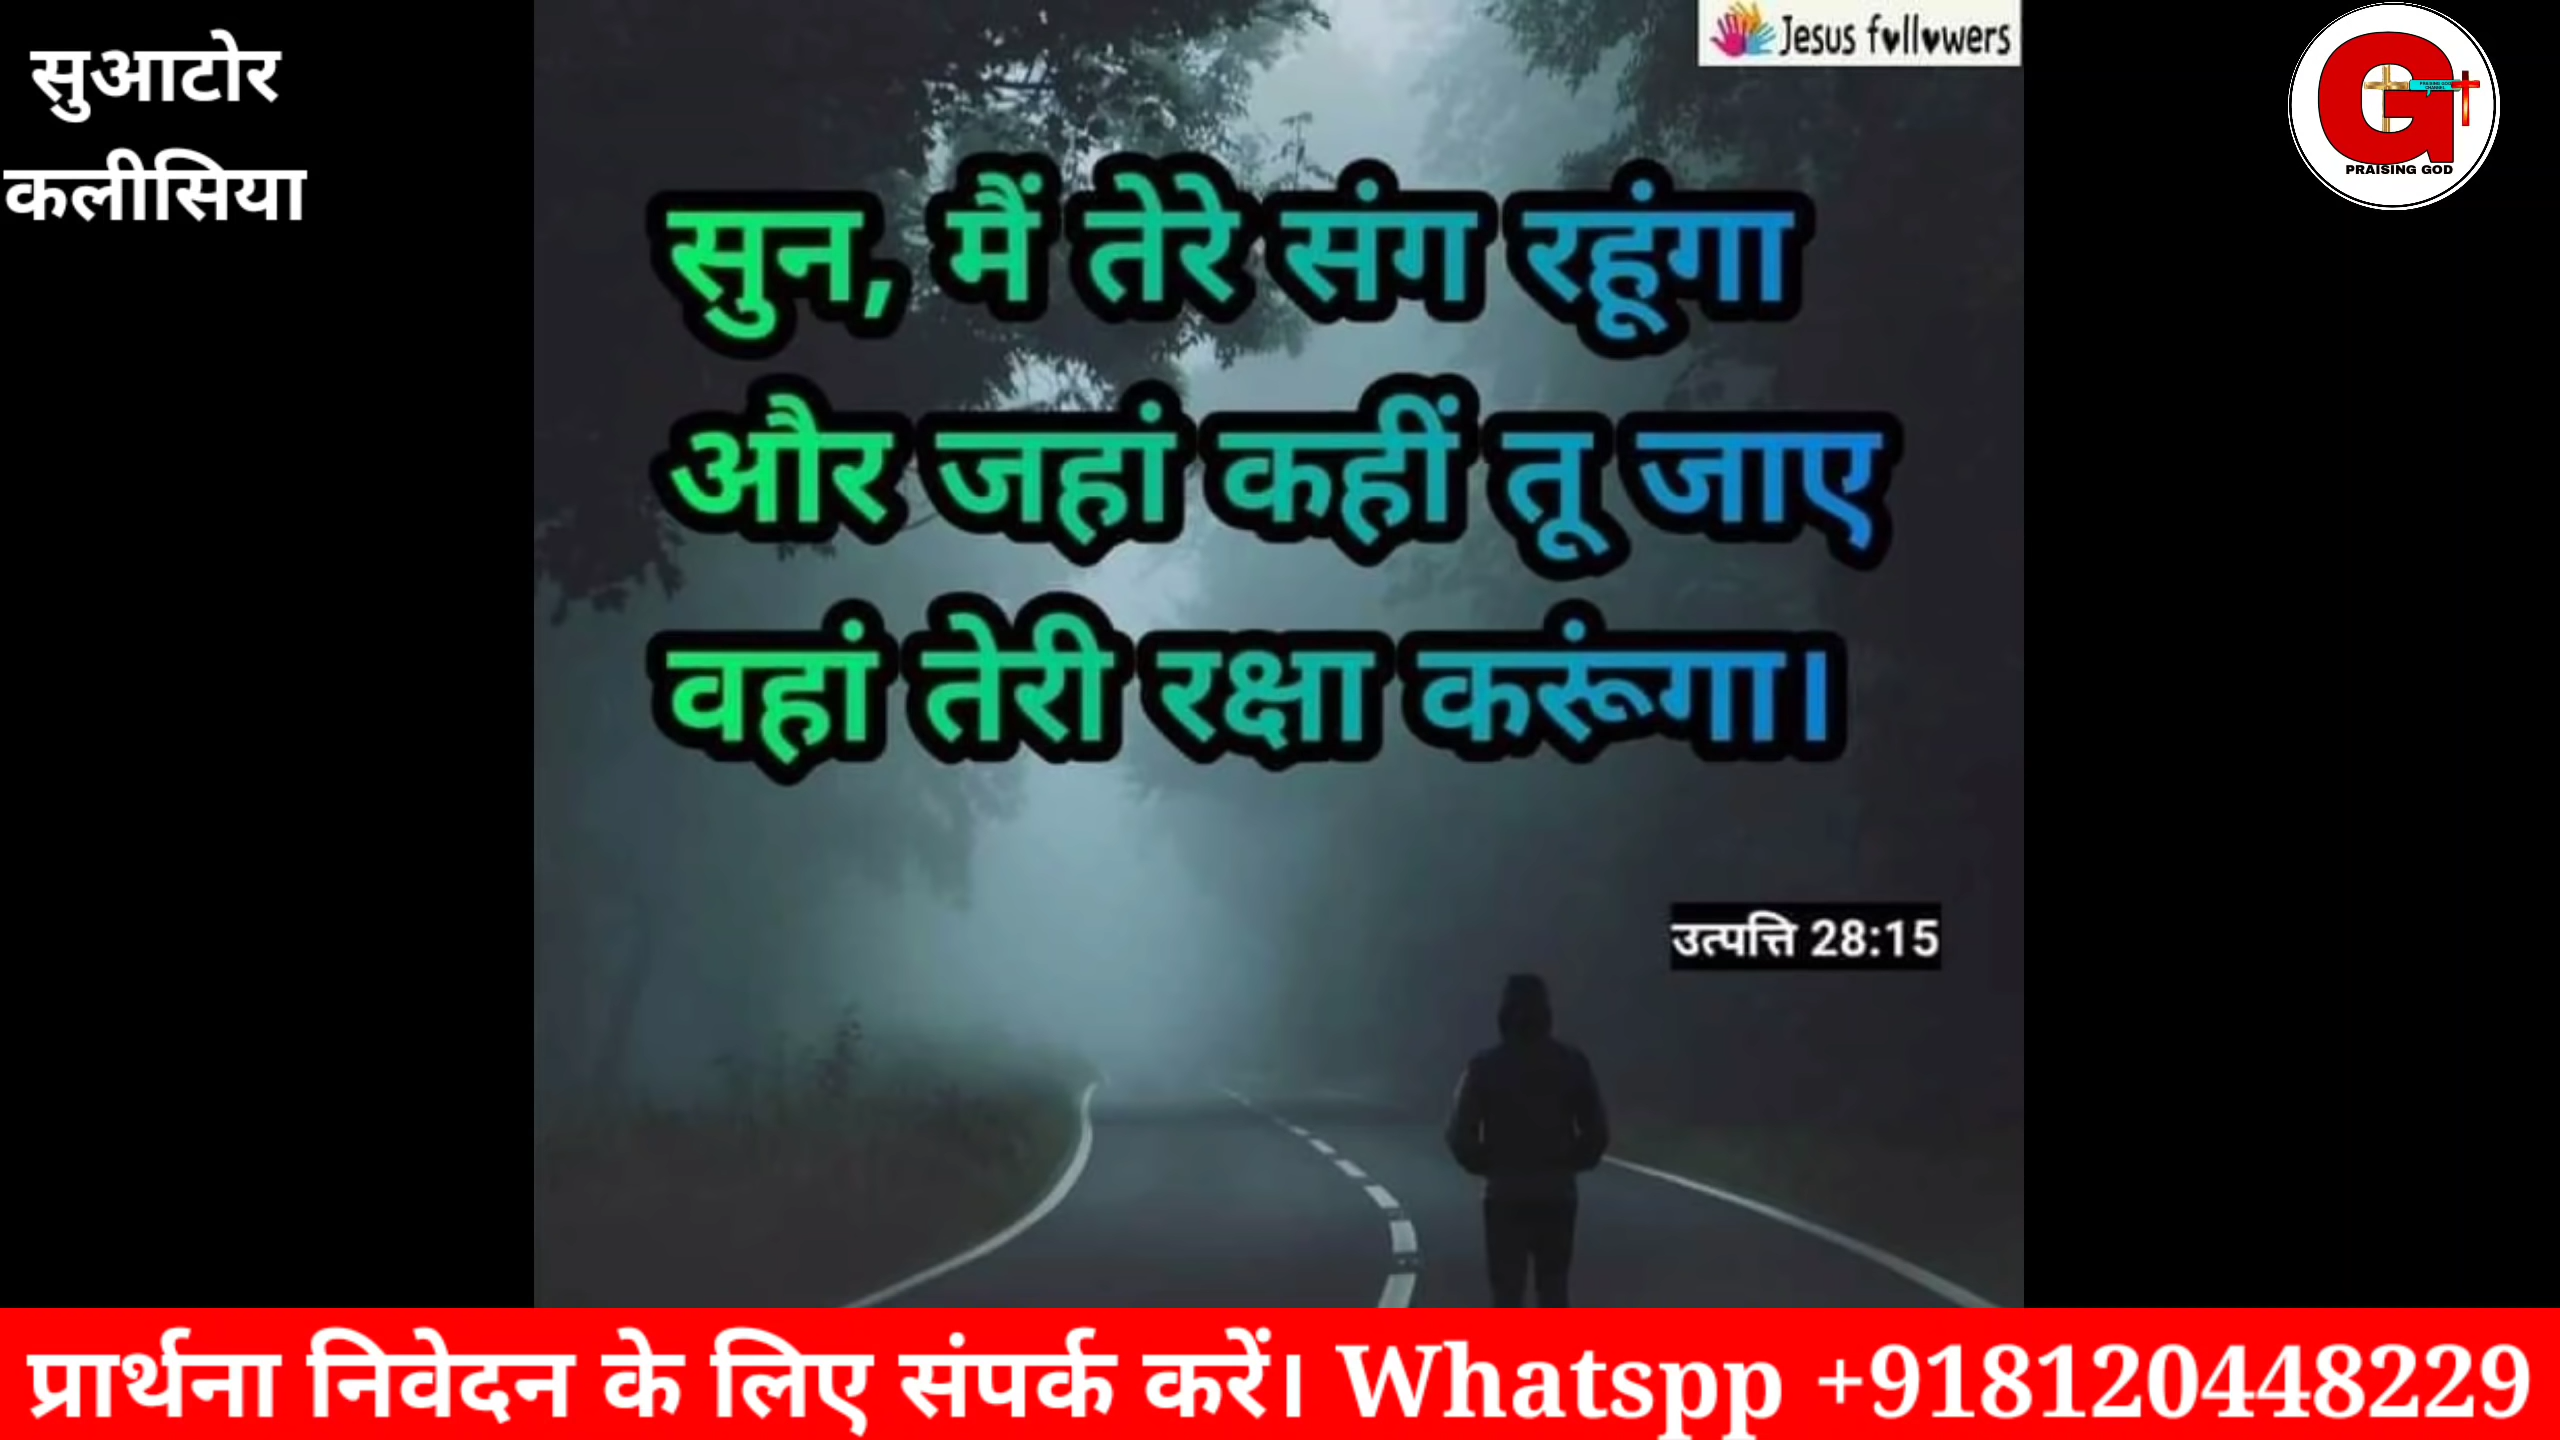 सुआटोर
कलीसिया
Jesus followers
PRAISING GOD
सुन, मैं तेरे संग रहूंगा
और जहां कहीं तू जाए
वहां तेरी रक्षा करूंगा।
उत्पत्ति 28:15
प्रार्थना निवेदन के लिए संपर्क करें। Whatspp +918120448229